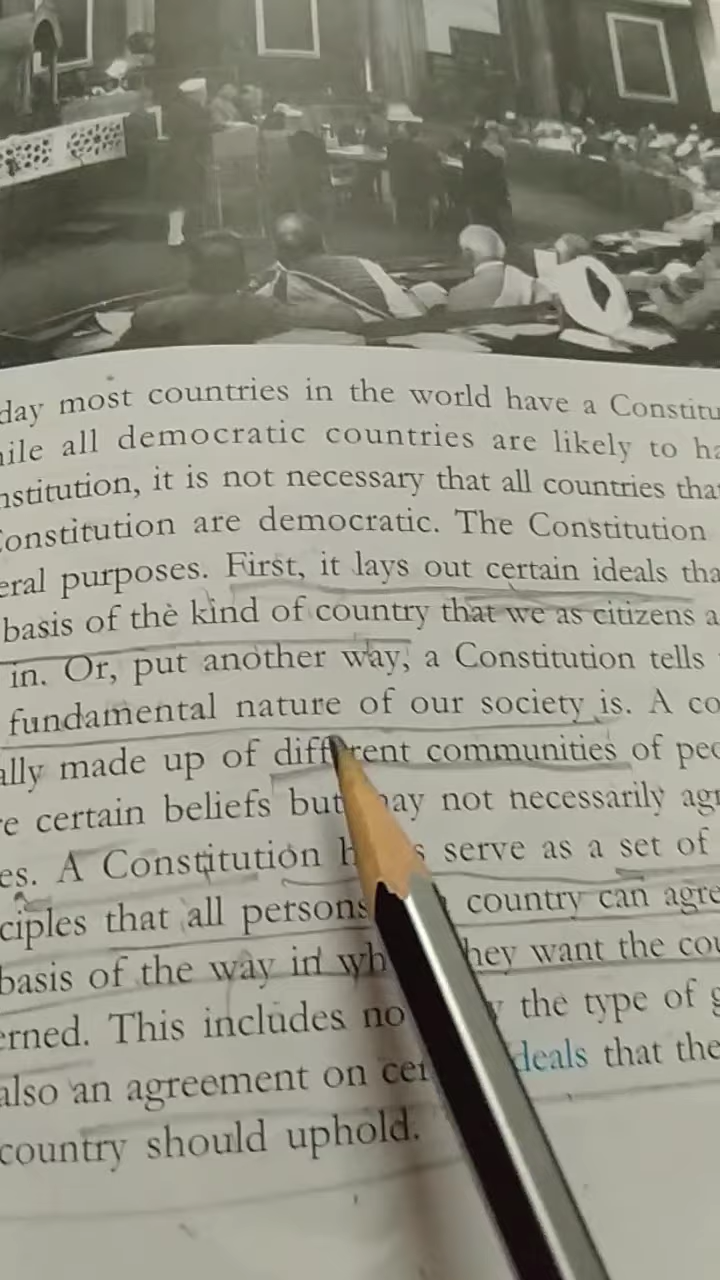 day most countries in the world have a Constitu
ile all democratic countries are likely to ha
nstitution, it is not necessary that all countries tha
Constitution are democratic. The Constitution
eral purposes. First, it lays out certain ideals tha
basis of the kind of country that we as citizens a
in. Or, put another way, a Constitution tells
fundamental nature of our society is. A co
ally made up of different communities of peo
e certain beliefs but may not necessarily agr
es. A Constitution h s serve as a set of
ciples that all persons country can agre
basis of the way in wh hey want the cou
erned. This includes no y the type of g
also an agreement on cer deals that the
country should uphold.